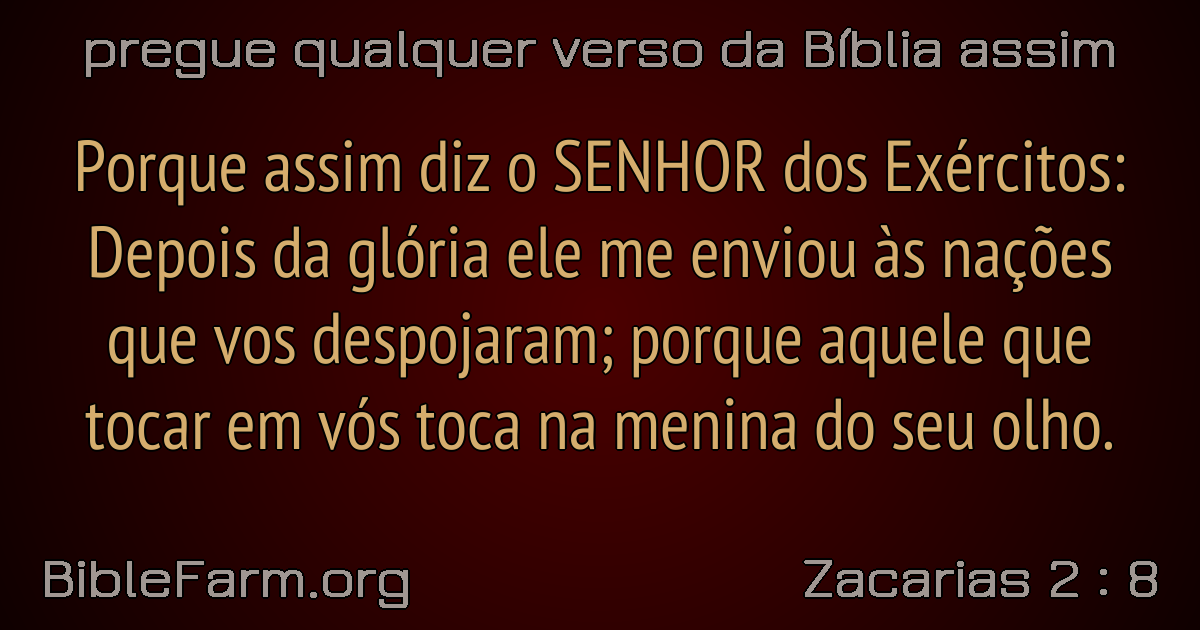 pregue qualquer verso da Bíblia assim
Porque assim diz o SENHOR dos Exércitos:
Depois da glória ele me enviou às nações
que vos despojaram; porque aquele que
tocar em vós toca na menina do seu olho.
BibleFarm.org
Zacarias 2 : 8